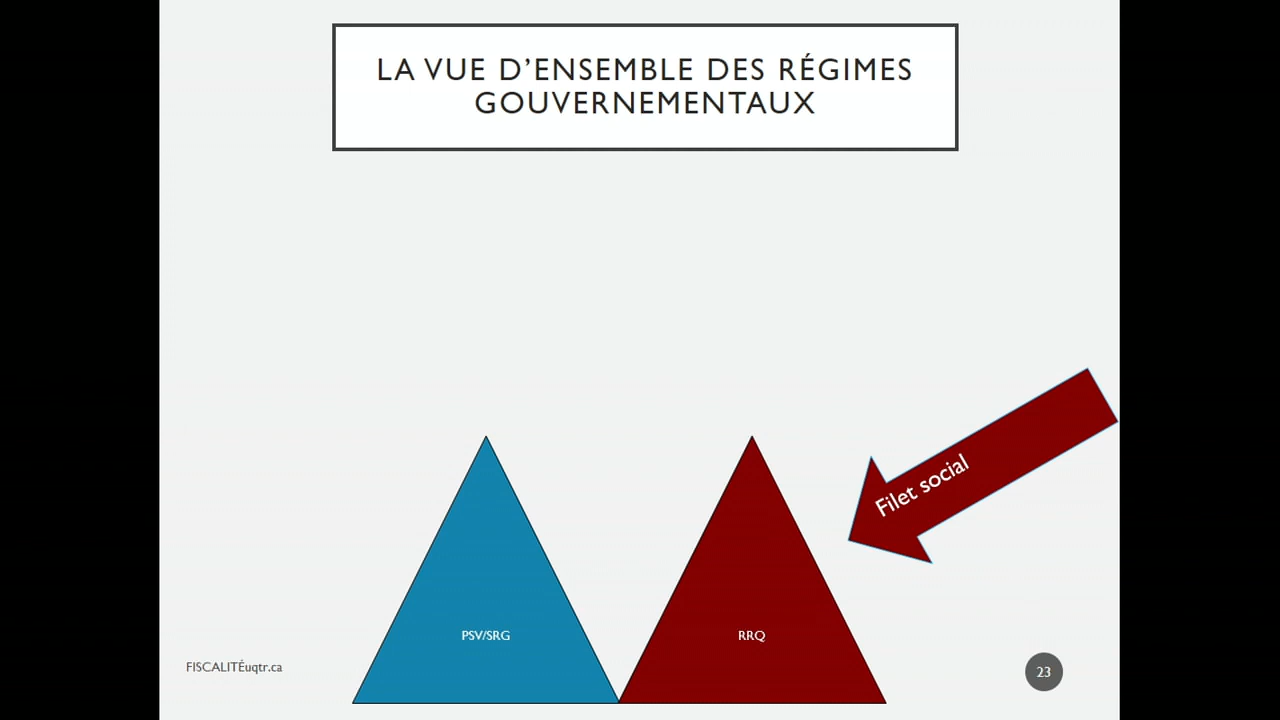 LA VUE D’ENSEMBLE DES RÉGIMES
GOUVERNEMENTAUX
Filet social
PSV/SRG
RRQ
FISCALITÉuqtr.ca
23